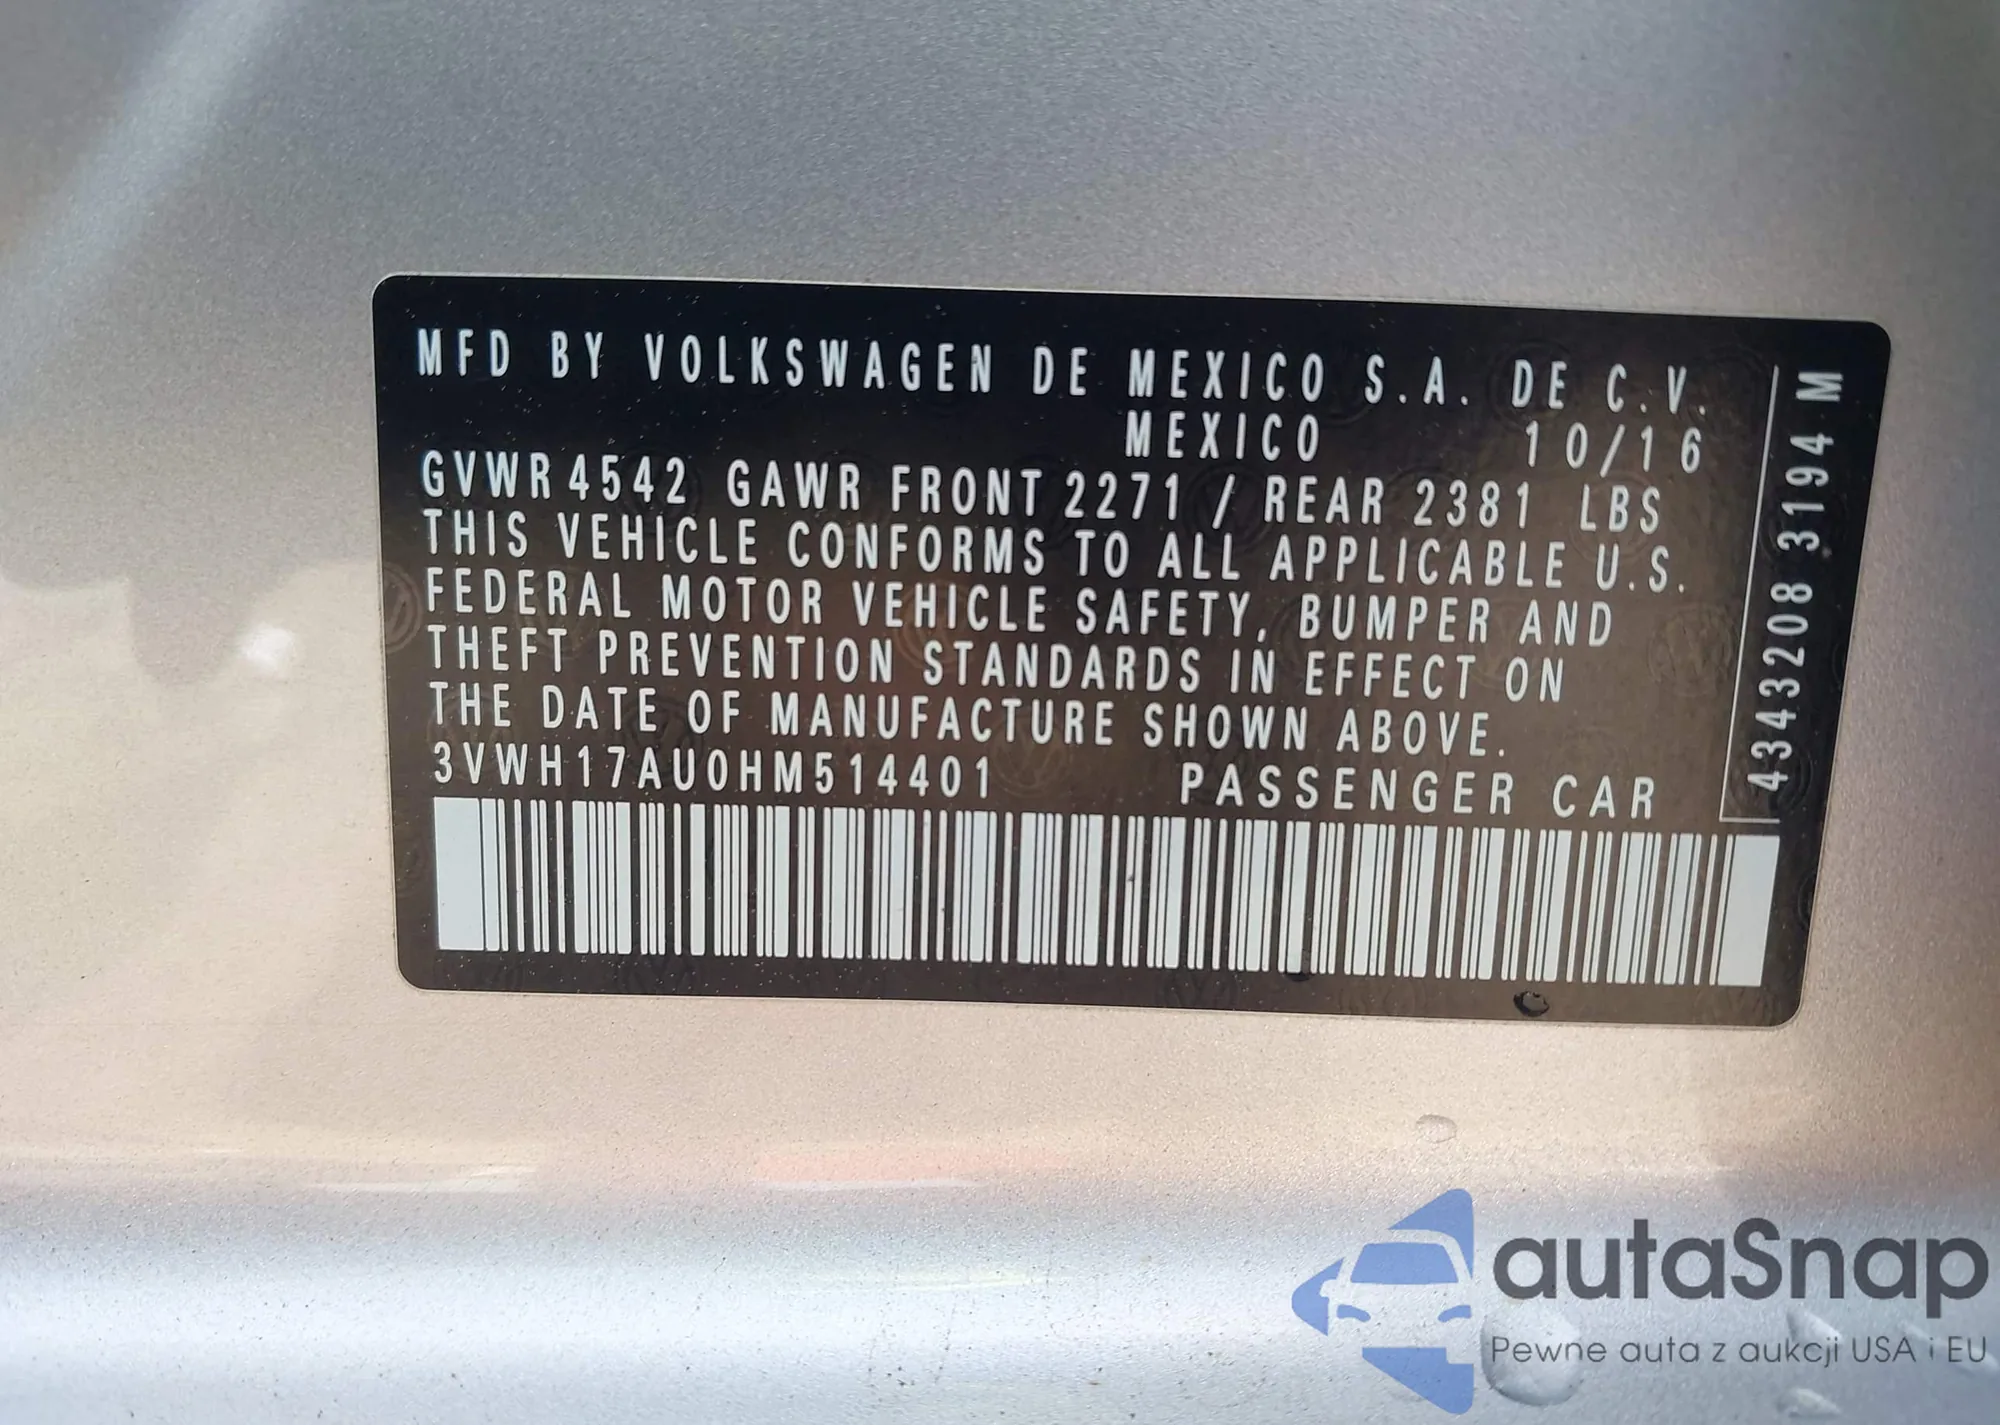 MFD BY VOLKSWAGEN DE MEXICO S.A. DE C.V.
MEXICO 10/16
GVWR 4542 GAWR FRONT 2271 / REAR 2381 LBS
THIS VEHICLE CONFORMS TO ALL APPLICABLE U.S.
FEDERAL MOTOR VEHICLE SAFETY, BUMPER AND
THEFT PREVENTION STANDARDS IN EFFECT ON
THE DATE OF MANUFACTURE SHOWN ABOVE.
3VWH17AU0HM514401 PASSENGER CAR
4343208 3194 M
autaSnap
Pewne auta z aukcji USA i EU